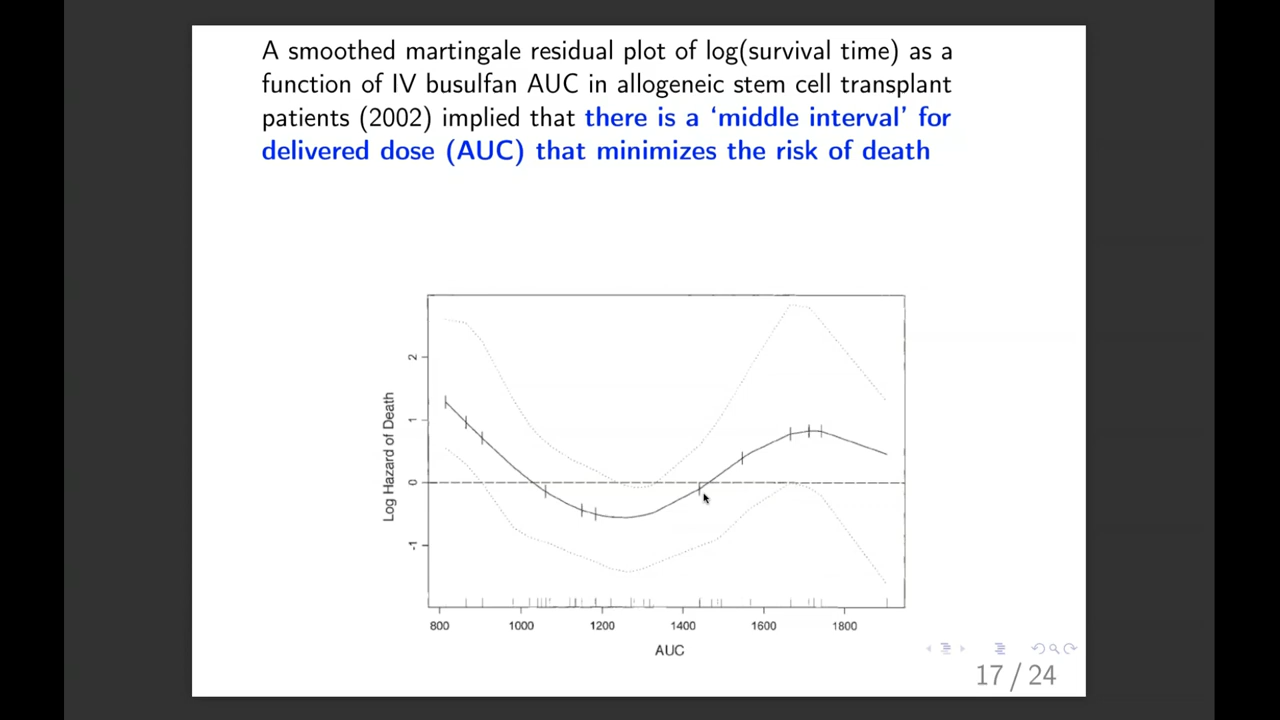 A smoothed martingale residual plot of log(survival time) as a
function of IV busulfan AUC in allogeneic stem cell transplant
patients (2002) implied that there is a ‘middle interval’ for
delivered dose (AUC) that minimizes the risk of death
2
1
0
-1
Log Hazard of Death
800 1000 1200 1400 1600 1800
AUC
17 / 24